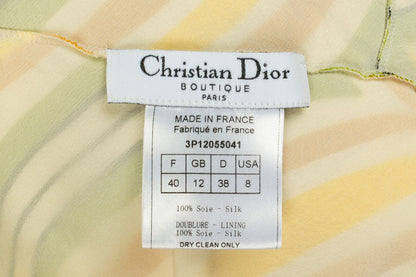 Christian Dior
BOUTIQUE
PARIS
MADE IN FRANCE
Fabriqué en France
3P12055041
F GB D USA
40 12 38 8
100% Soie - Silk
DOUBLURE - LINING
100% Soie - Silk
DRY CLEAN ONLY